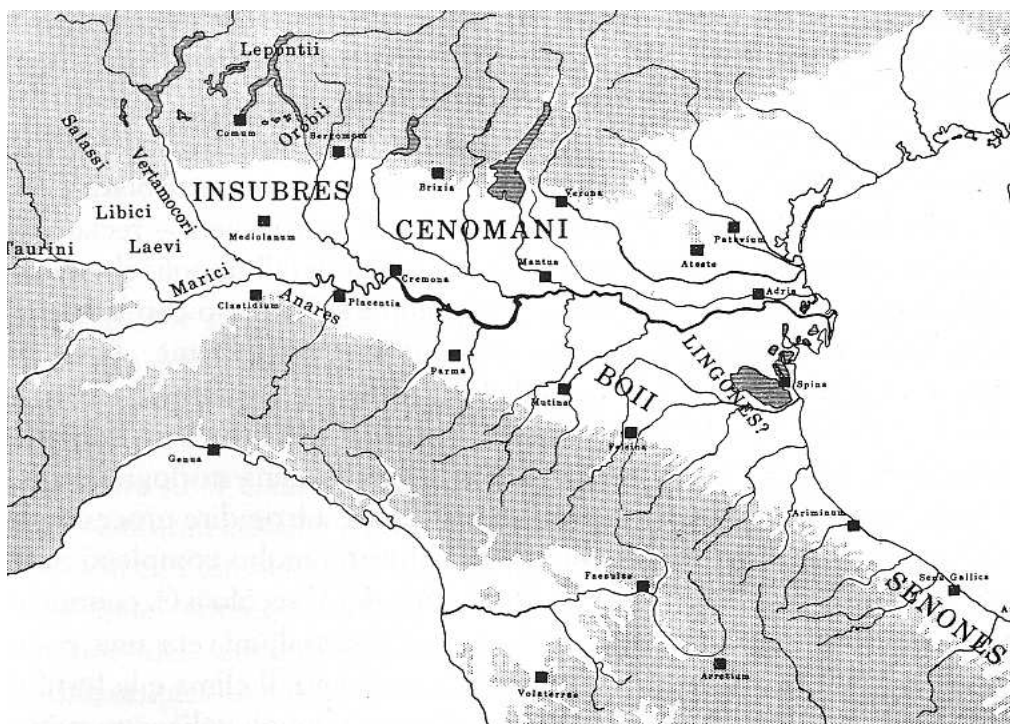 Lepontii
Comum
Orobii
Bergomum
Salassi
Vertamocori
INSUBRES
Brixia
Verona
Libici
CENOMANI
Patavium
Mediolanum
Ateste
Taurini
Laevi
Mantua
Marici
Cremona
Adria
Clastidium
Anares
Placentia
LINGONES?
Parma
BOII
Spina
Mutina
Felsina
Genua
Ariminum
Faesulae
Sena Gallica
SENONES
Arretium
Volaterrae